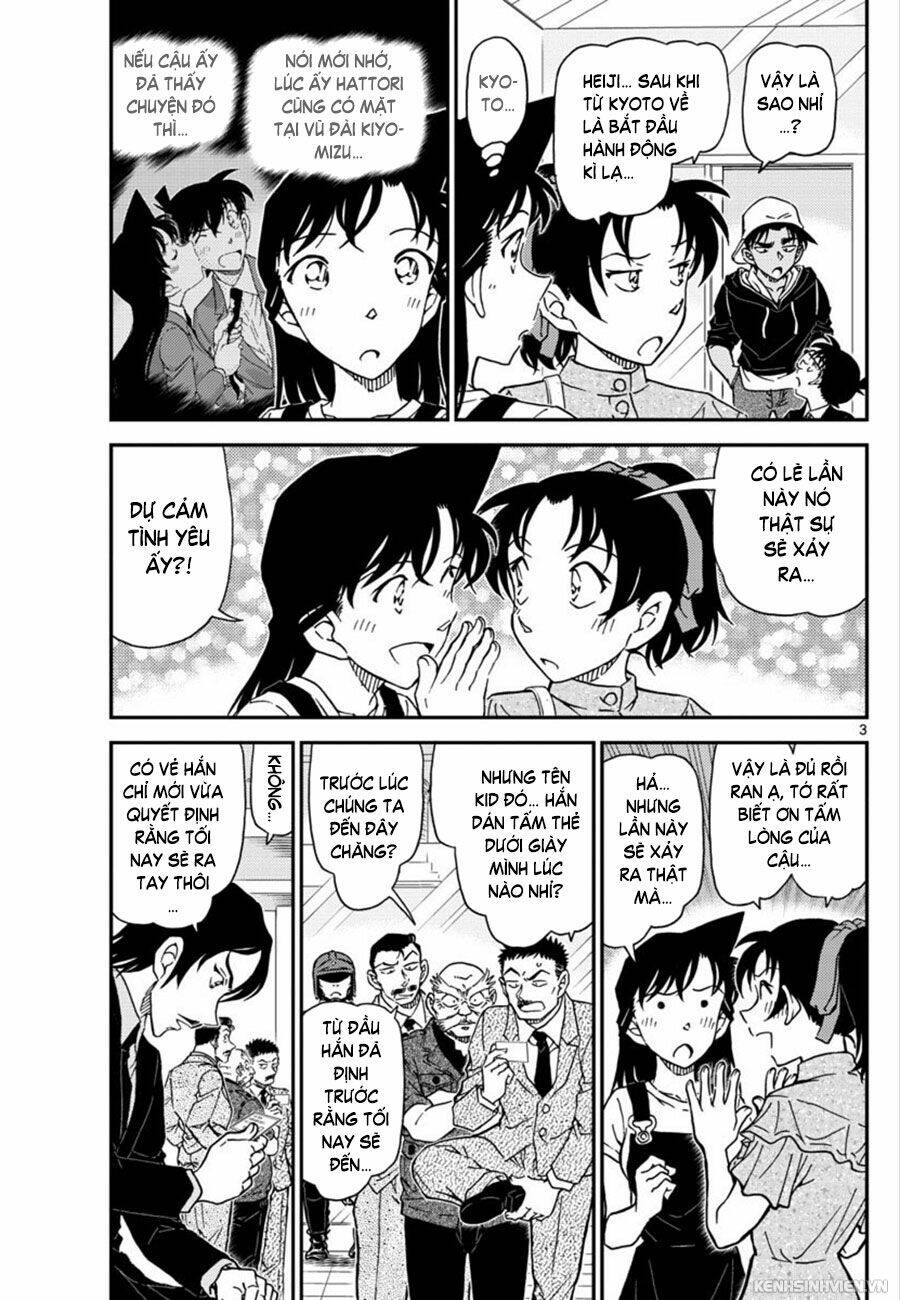 VẬY LÀ
SAO NHỈ
...?
HEIJI... SAU KHI
TỪ KYOTO VỀ
LÀ BẮT ĐẦU
HÀNH ĐỘNG
KÌ LẠ...
KYO-
TO...
NÓI MỚI NHỚ,
LÚC ẤY HATTORI
CŨNG CÓ MẶT
TẠI VŨ ĐÀI KIYO-
MIZU...
NẾU CẬU ẤY
ĐÃ THẤY
CHUYỆN ĐÓ
THÌ...
CÓ LẼ LẦN
NÀY NÓ
THẬT SỰ
SẼ XẢY
RA...
DỰ CẢM
TÌNH YÊU
ẤY?!
3
VẬY LÀ ĐỦ RỒI
RAN Ạ, TỚ RẤT
BIẾT ƠN TẤM
LÒNG CỦA
CẬU...
HẢ...
NHƯNG
LẦN NÀY
SẼ XẢY
RA THẬT
MÀ...
NHƯNG TÊN
KID ĐÓ... HẮN
DÁN TẤM THẺ
DƯỚI GIÀY
MÌNH LÚC
NÀO NHỈ?
TRƯỚC LÚC
CHÚNG TA
ĐẾN ĐÂY
CHĂNG?
TỪ ĐẦU
HẮN ĐÃ
ĐỊNH
TRƯỚC
RẰNG TỐI
NAY SẼ
ĐẾN...
KHÔNG...
CÓ VẺ HẮN
CHỈ MỚI VỪA
QUYẾT ĐỊNH
RẰNG TỐI
NAY SẼ RA
TAY THÔI
...
KENHSINHVIEN.VN